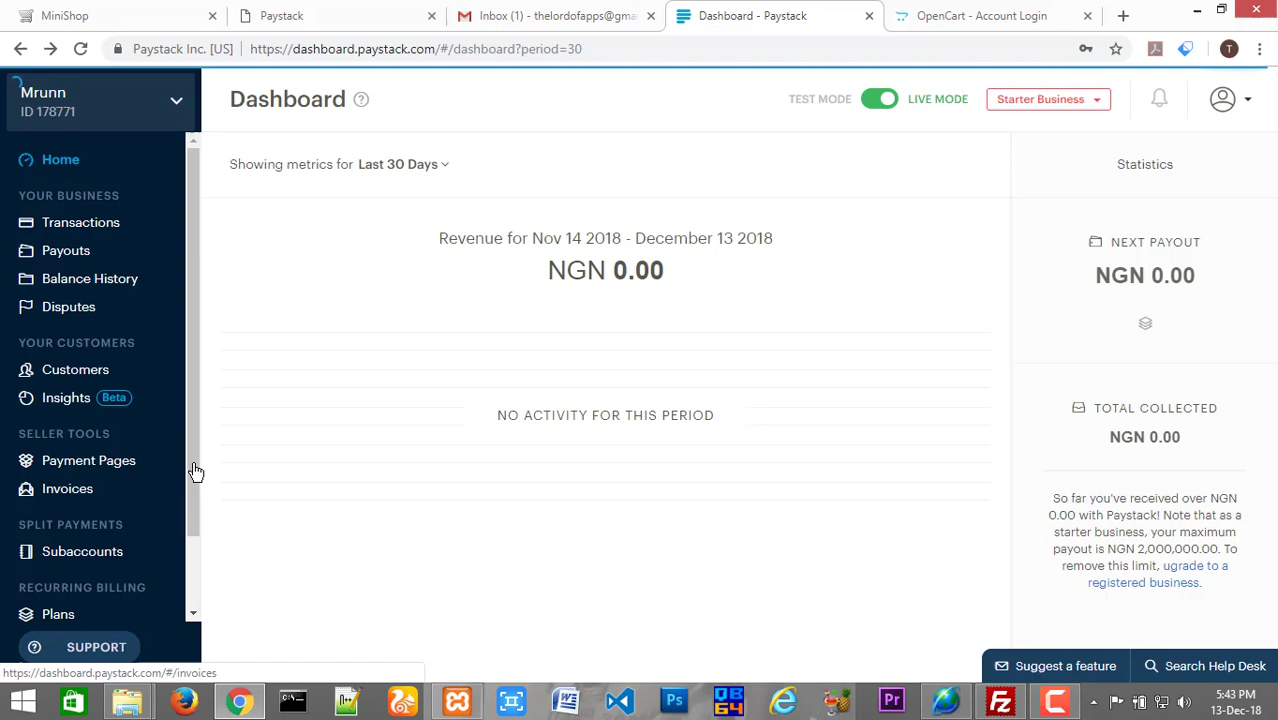 MiniShop
Paystack
Inbox (1) - thelordofapps@gma
Dashboard - Paystack
OpenCart - Account Login
Paystack Inc. [US]
https://dashboard.paystack.com/#/dashboard?period=30
T
Mrunn
ID 178771
Dashboard
TEST MODE
LIVE MODE
Starter Business
Home
YOUR BUSINESS
Transactions
Payouts
Balance History
Disputes
YOUR CUSTOMERS
Customers
Insights Beta
SELLER TOOLS
Payment Pages
Invoices
SPLIT PAYMENTS
Subaccounts
RECURRING BILLING
Plans
SUPPORT
Showing metrics for Last 30 Days
Revenue for Nov 14 2018 - December 13 2018
NGN 0.00
NO ACTIVITY FOR THIS PERIOD
Statistics
NEXT PAYOUT
NGN 0.00
TOTAL COLLECTED
NGN 0.00
So far you've received over NGN
0.00 with Paystack! Note that as a
starter business, your maximum
payout is NGN 2,000,000.00. To
remove this limit, ugrade to a
registered business.
Suggest a feature
Search Help Desk
https://dashboard.paystack.com/#/invoices
Ps
QB
64
Pr
5:43 PM
13-Dec-18